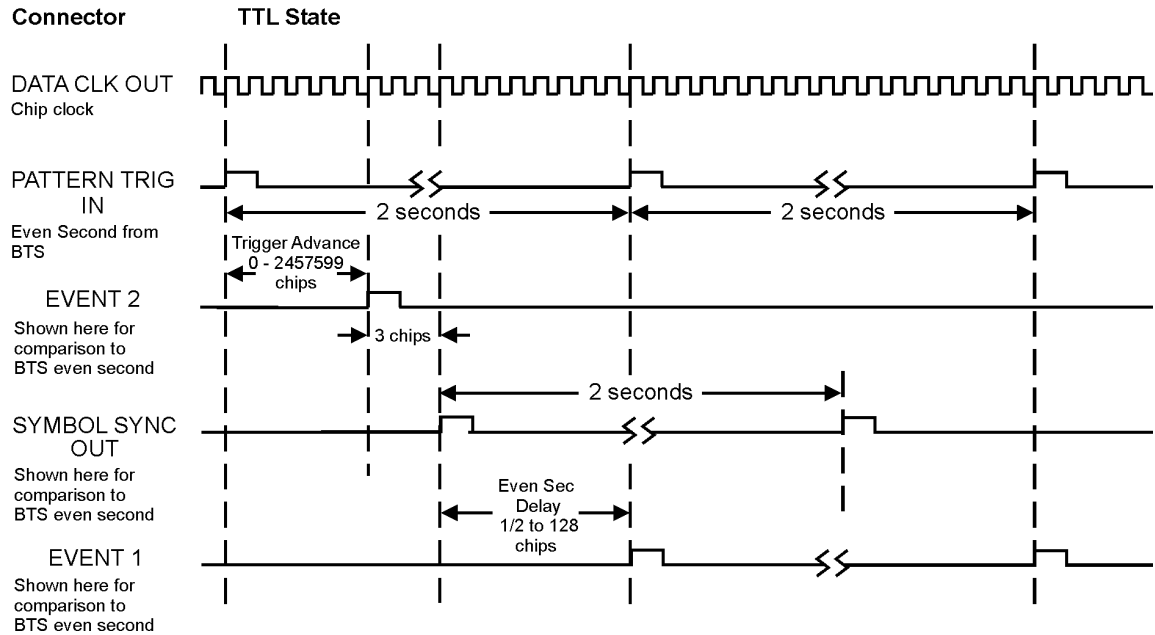 Connector TTL State
DATA CLK OUT
Chip clock
PATTERN TRIG
IN
Even Second from
BTS
2 seconds 2 seconds
Trigger Advance
0 - 2457599
chips
EVENT 2
Shown here for
comparison to
BTS even second
3 chips
2 seconds
SYMBOL SYNC
OUT
Shown here for
comparison to
BTS even second
Even Sec
Delay
1/2 to 128
chips
EVENT 1
Shown here for
comparison to
BTS even second